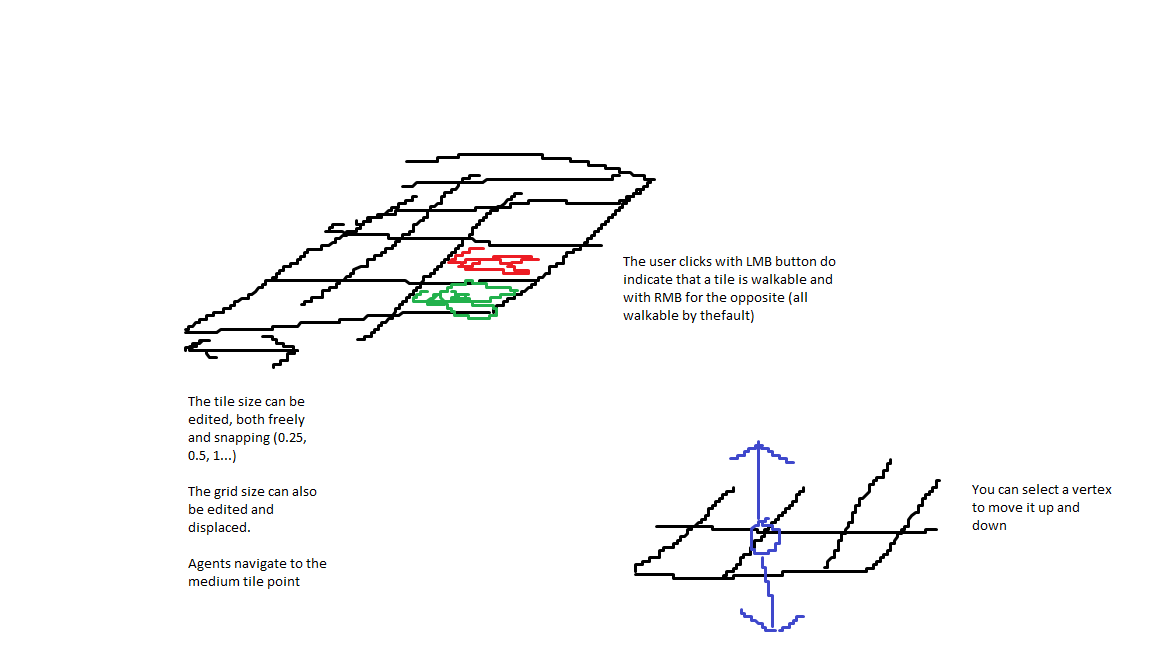 The user clicks with LMB button do
indicate that a tile is walkable and
with RMB for the opposite (all
walkable by thefault)
The tile size can be
edited, both freely
and snapping (0.25,
0.5, 1...)
The grid size can also
be edited and
displaced.
Agents navigate to the
medium tile point
You can select a vertex
to move it up and
down